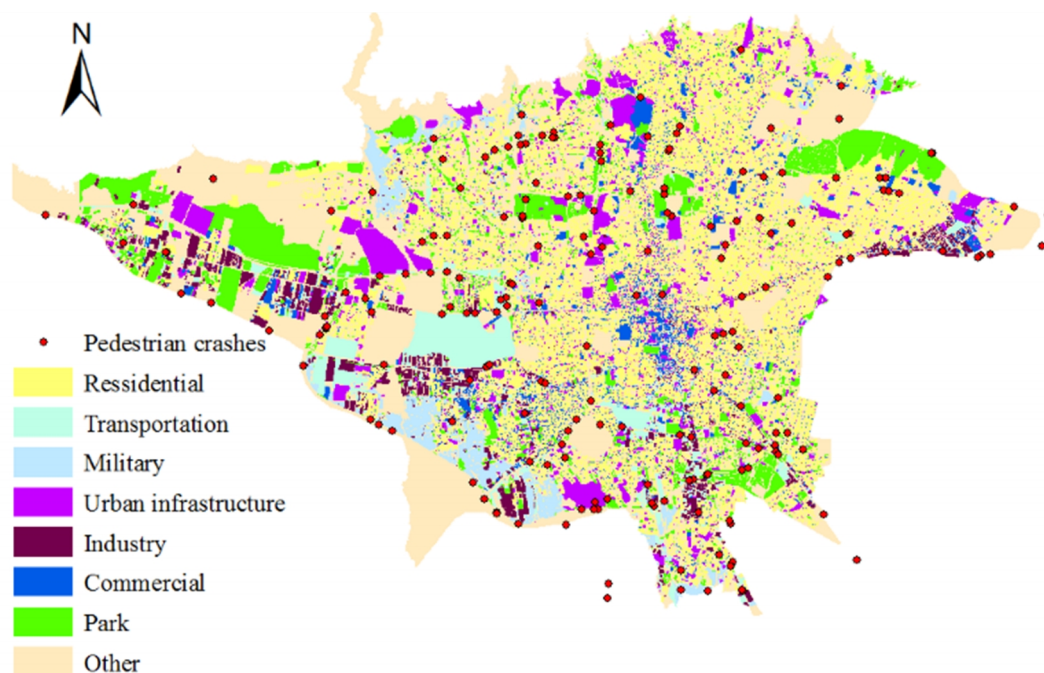 N
Pedestrian crashes
Ressidential
Transportation
Military
Urban infrastructure
Industry
Commercial
Park
Other